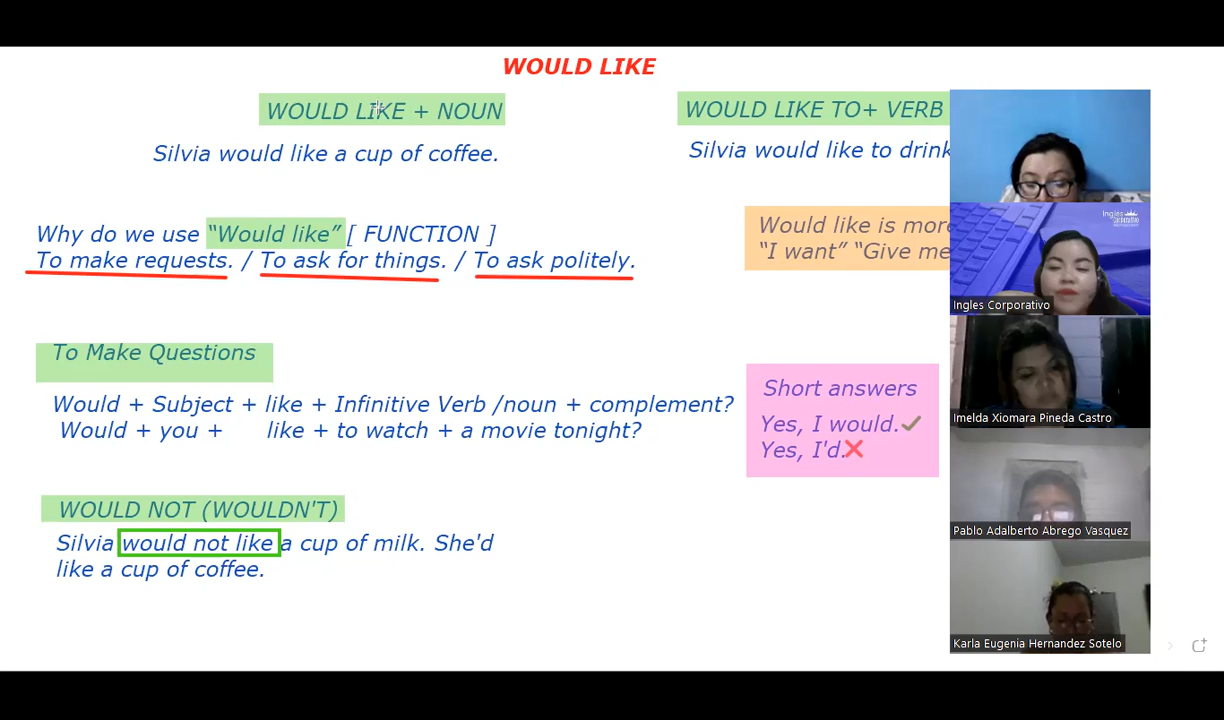 WOULD LIKE
WOULD LIKE + NOUN
Silvia would like a cup of coffee.
WOULD LIKE TO+ VERB
Silvia would like to drink
Why do we use “Would like” [ FUNCTION ]
To make requests. / To ask for things. / To ask politely.
Would like is more
“I want” “Give me
To Make Questions
Would + Subject + like + Infinitive Verb /noun + complement?
Would + you + like + to watch + a movie tonight?
Short answers
Yes, I would.
Yes, I'd.
WOULD NOT (WOULDN'T)
Silvia would not like a cup of milk. She'd
like a cup of coffee.
Ingles
Ingles Corporativo
Imelda Xiomara Pineda Castro
Pablo Adalberto Abrego Vasquez
Karla Eugenia Hernandez Sotelo